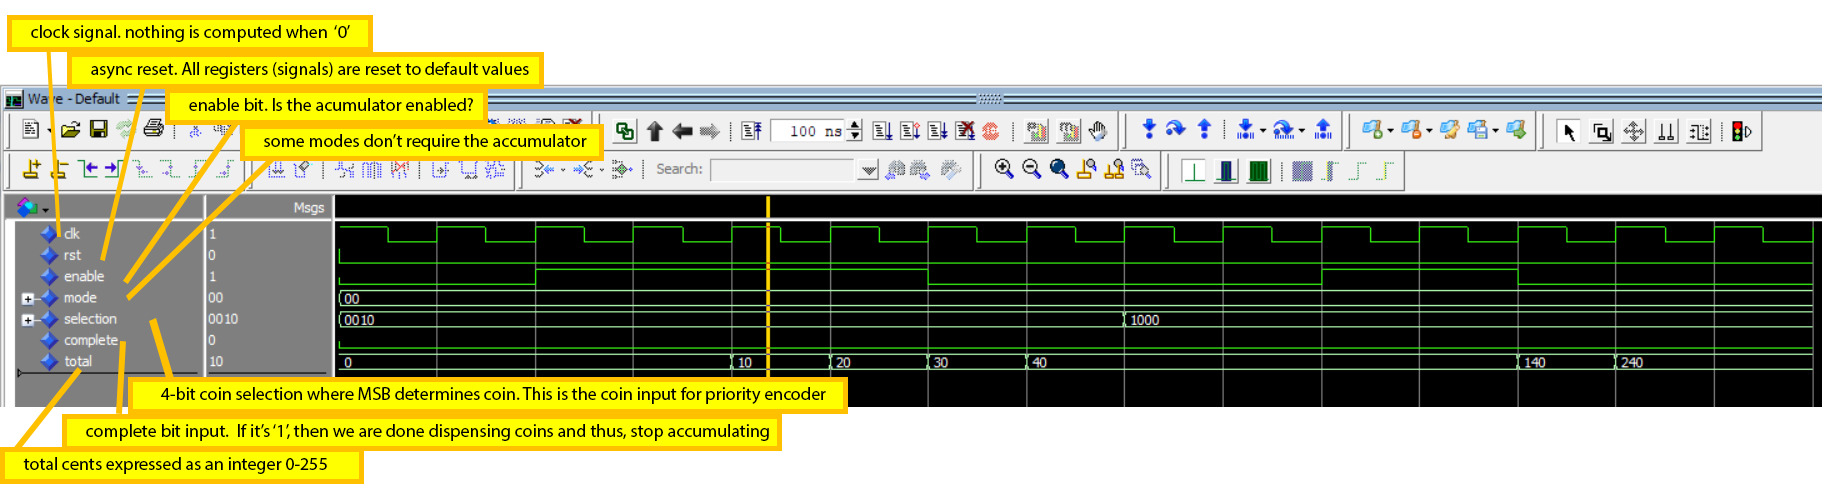 clock signal. nothing is computed when ‘0’
async reset. All registers (signals) are reset to default values
Wave - Default
enable bit. Is the acumulator enabled?
some modes don’t require the accumulator
100 ns
Search:
Msgs
clk 1
rst 0
enable 1
mode 00 00
selection 0010 0010 1000
complete 0
total 10 0 10 20 30 40 140 240
4-bit coin selection where MSB determines coin. This is the coin input for priority encoder
complete bit input. If it’s ‘1’, then we are done dispensing coins and thus, stop accumulating
total cents expressed as an integer 0-255